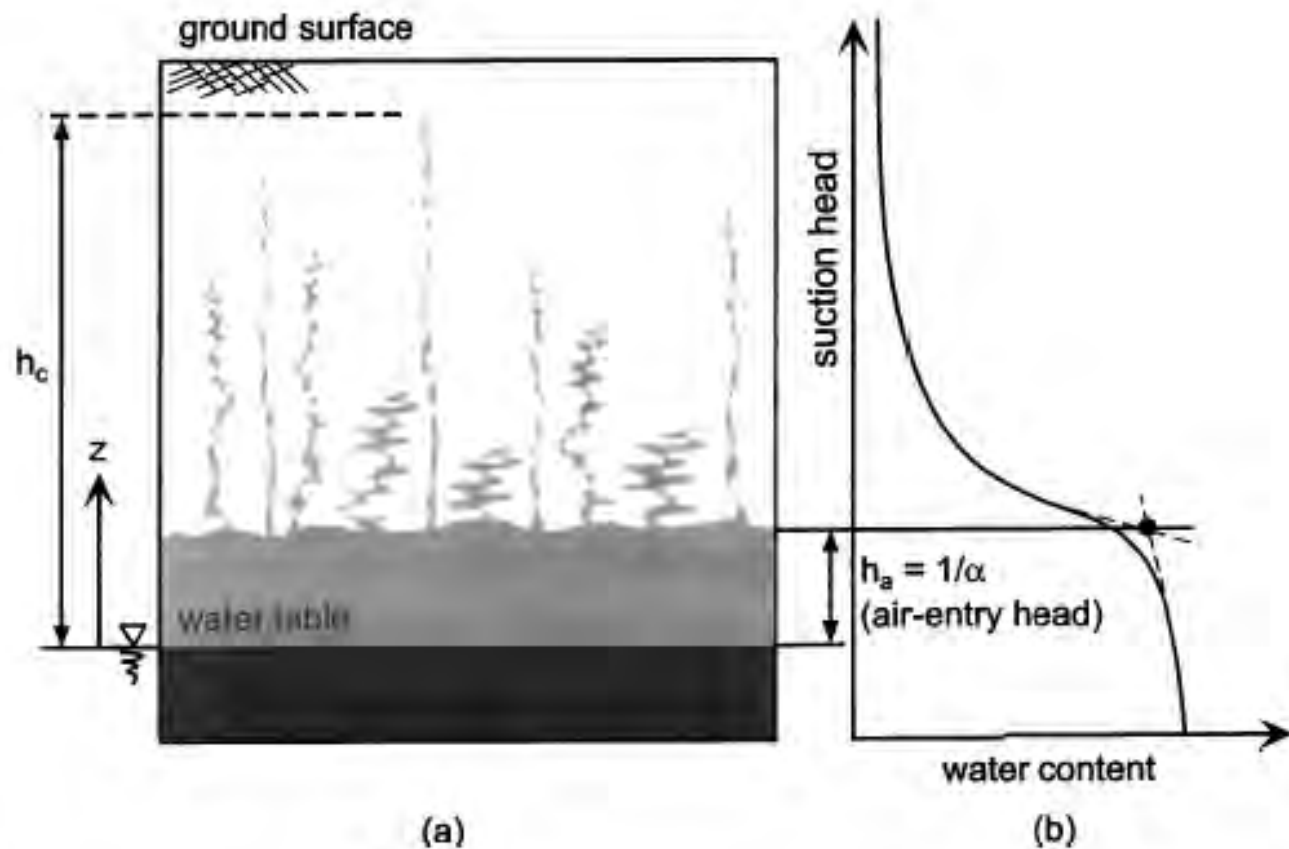 ground surface
h_c
z
water table
h_a = 1/α
(air-entry head)
suction head
water content
(a)
(b)